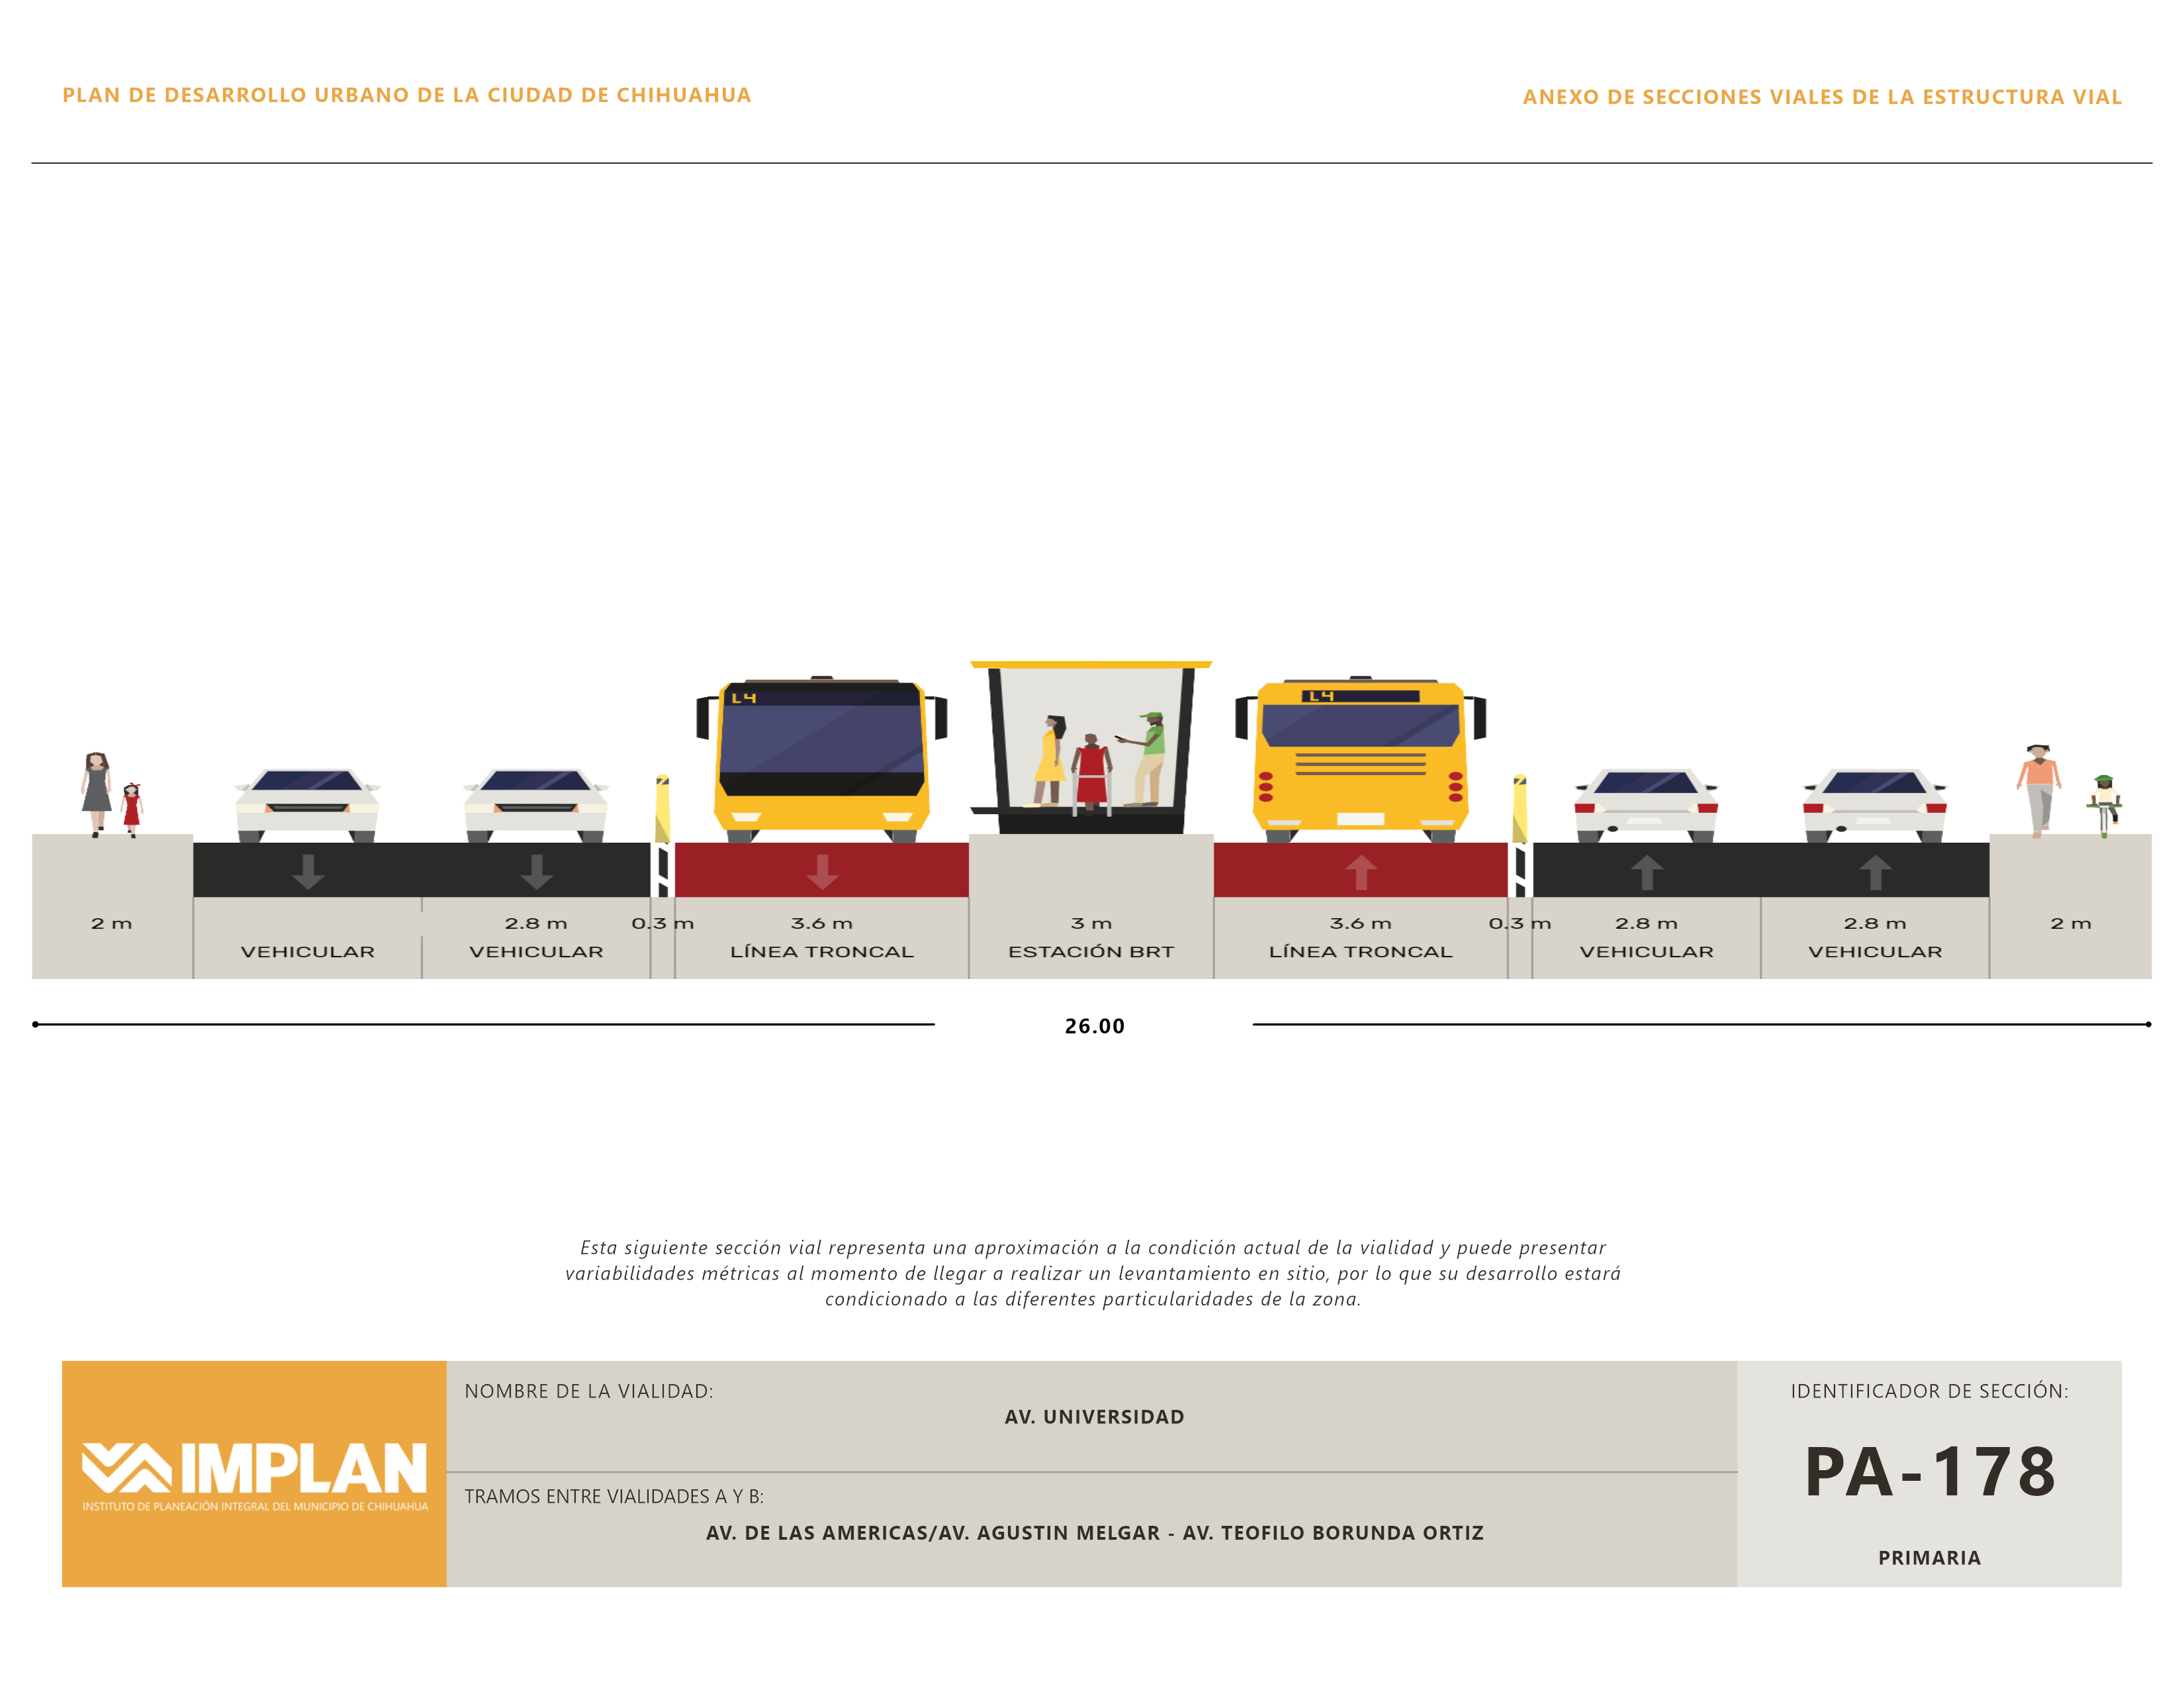 PLAN DE DESARROLLO URBANO DE LA CIUDAD DE CHIHUAHUA
ANEXO DE SECCIONES VIALES DE LA ESTRUCTURA VIAL
L4
L4
2 m
VEHICULAR
2.8 m
VEHICULAR
0.3 m
3.6 m
LÍNEA TRONCAL
3 m
ESTACIÓN BRT
3.6 m
LÍNEA TRONCAL
0.3 m
2.8 m
VEHICULAR
2.8 m
VEHICULAR
2 m
26.00
Esta siguiente sección vial representa una aproximación a la condición actual de la vialidad y puede presentar
variabilidades métricas al momento de llegar a realizar un levantamiento en sitio, por lo que su desarrollo estará
condicionado a las diferentes particularidades de la zona.
IMPLAN
INSTITUTO DE PLANEACIÓN INTEGRAL DEL MUNICIPIO DE CHIHUAHUA
NOMBRE DE LA VIALIDAD:
AV. UNIVERSIDAD
TRAMOS ENTRE VIALIDADES A Y B:
AV. DE LAS AMERICAS/AV. AGUSTIN MELGAR - AV. TEOFILO BORUNDA ORTIZ
IDENTIFICADOR DE SECCIÓN:
PA-178
PRIMARIA